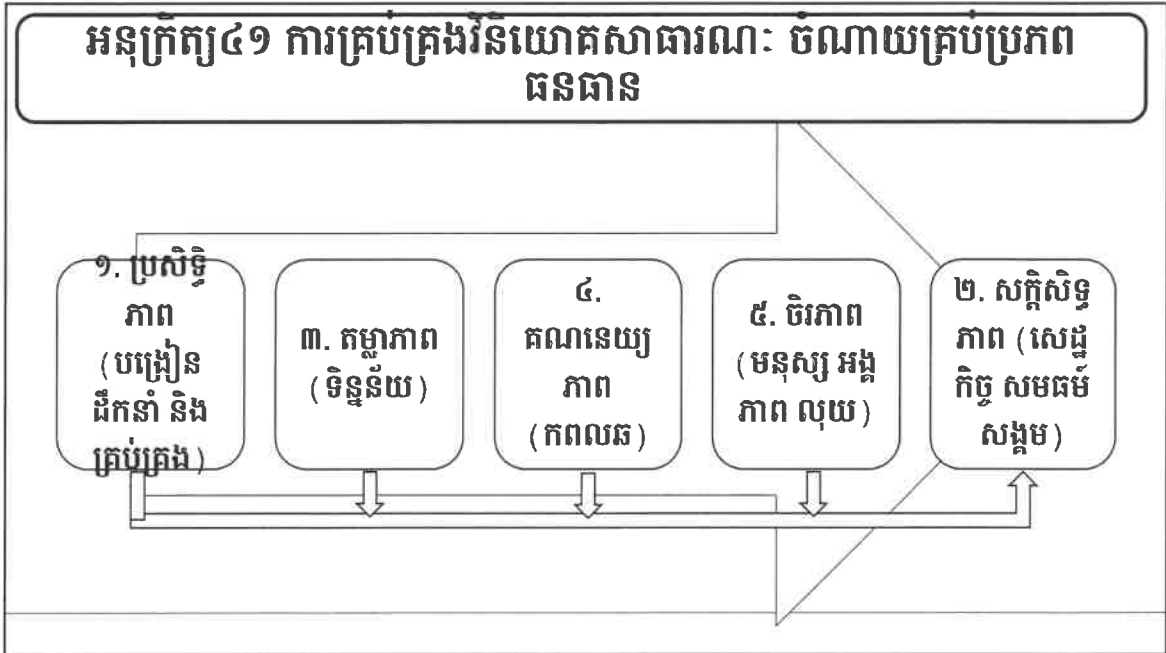 អនុក្រឹត្យ៤១ ការគ្រប់គ្រងវិនិយោគសាធារណៈ ចំណាយគ្រប់ប្រភព
ធនធាន
១. ប្រសិទ្ធិ
ភាព
(បង្រៀន
ដឹកនាំ និង
គ្រប់គ្រង)
៣. តម្លាភាព
(ទិន្នន័យ)
៤.
គណនេយ្យ
ភាព
(កពលឆ)
៥. ចិរភាព
(មនុស្ស អង្គ
ភាព លុយ)
២. សក្តិសិទ្ធ
ភាព (សេដ្ឋ
កិច្ច សមធម៍
សង្គម)